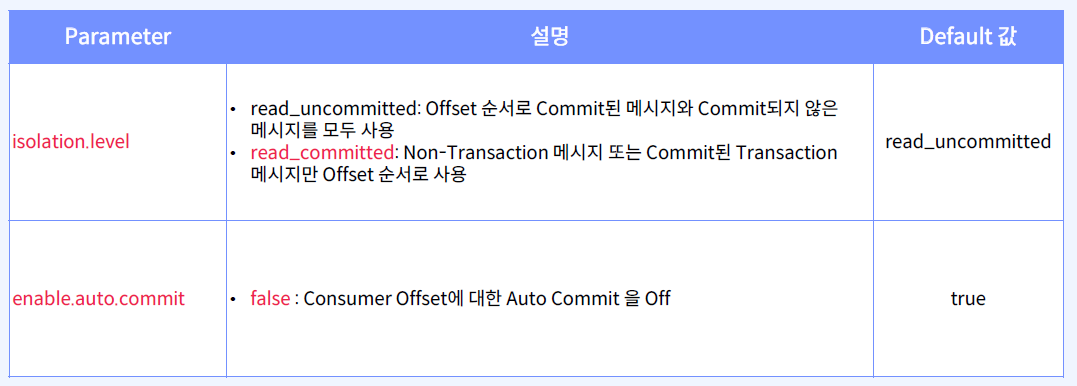 Parameter 설명 Default 값
isolation.level
• read_uncommitted: Offset 순서로 Commit된 메시지와 Commit되지 않은
메시지를 모두 사용
• read_committed: Non-Transaction 메시지 또는 Commit된 Transaction
메시지만 Offset 순서로 사용
read_uncommitted
enable.auto.commit
• false : Consumer Offset에 대한 Auto Commit 을 Off
true